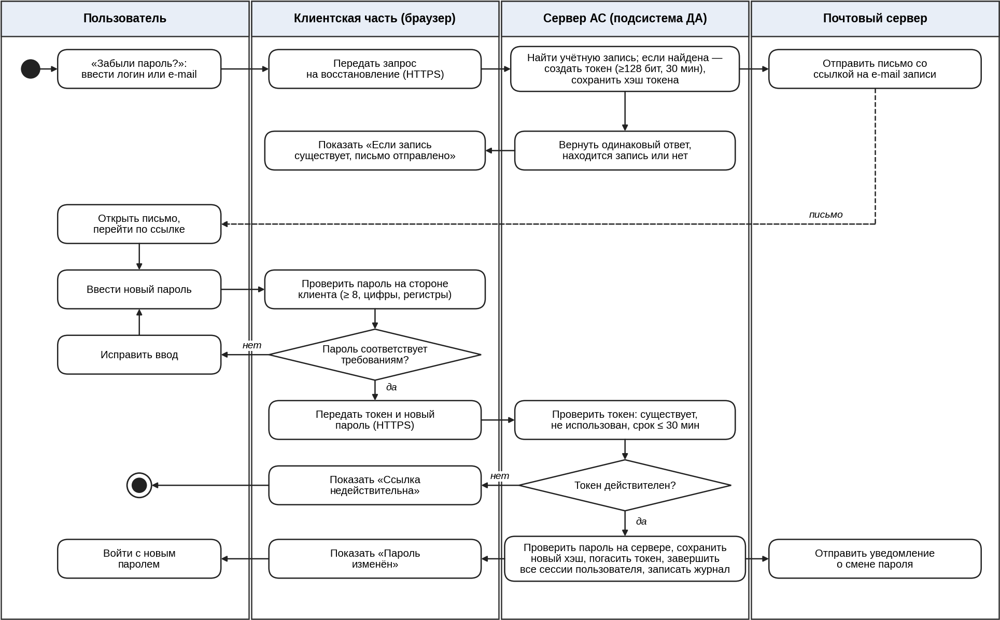 Пользователь
Клиентская часть (браузер)
Сервер АС (подсистема ДА)
Почтовый сервер
«Забыли пароль?»:
ввести логин или e-mail
Передать запрос
на восстановление (HTTPS)
Найти учётную запись; если найдена —
создать токен (≥128 бит, 30 мин),
сохранить хэш токена
Отправить письмо со
ссылкой на e-mail записи
Показать «Если запись
существует, письмо отправлено»
Вернуть одинаковый ответ,
находится запись или нет
Открыть письмо,
перейти по ссылке
письмо
Ввести новый пароль
Проверить пароль на стороне
клиента (≥ 8, цифры, регистры)
Исправить ввод
нет
Пароль соответствует
требованиям?
да
Передать токен и новый
пароль (HTTPS)
Проверить токен: существует,
не использован, срок ≤ 30 мин
Показать «Ссылка
недействительна»
нет
Токен действителен?
да
Войти с новым
паролем
Показать «Пароль
изменён»
Проверить пароль на сервере, сохранить
новый хэш, погасить токен, завершить
все сессии пользователя, записать журнал
Отправить уведомление
о смене пароля